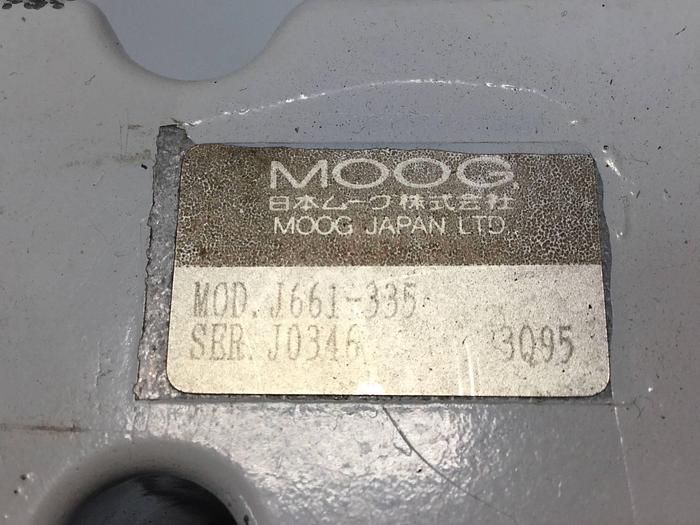 MOOG
日本ムーグ株式会社
MOOG JAPAN LTD.
MOD. J661-335
SER. J0346 3Q95